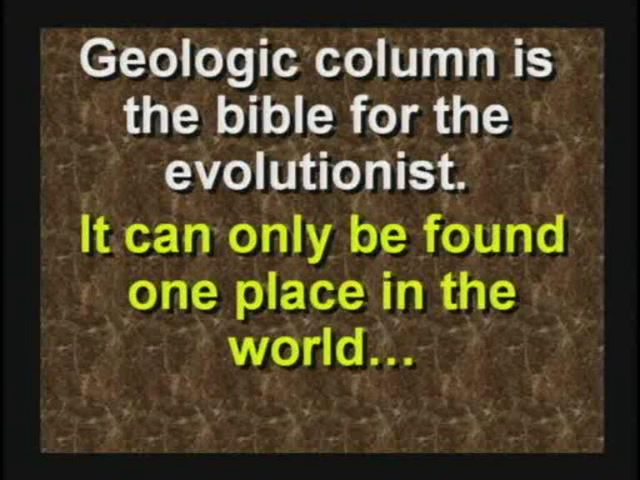 Geologic column is
the bible for the
evolutionist.
It can only be found
one place in the
world...